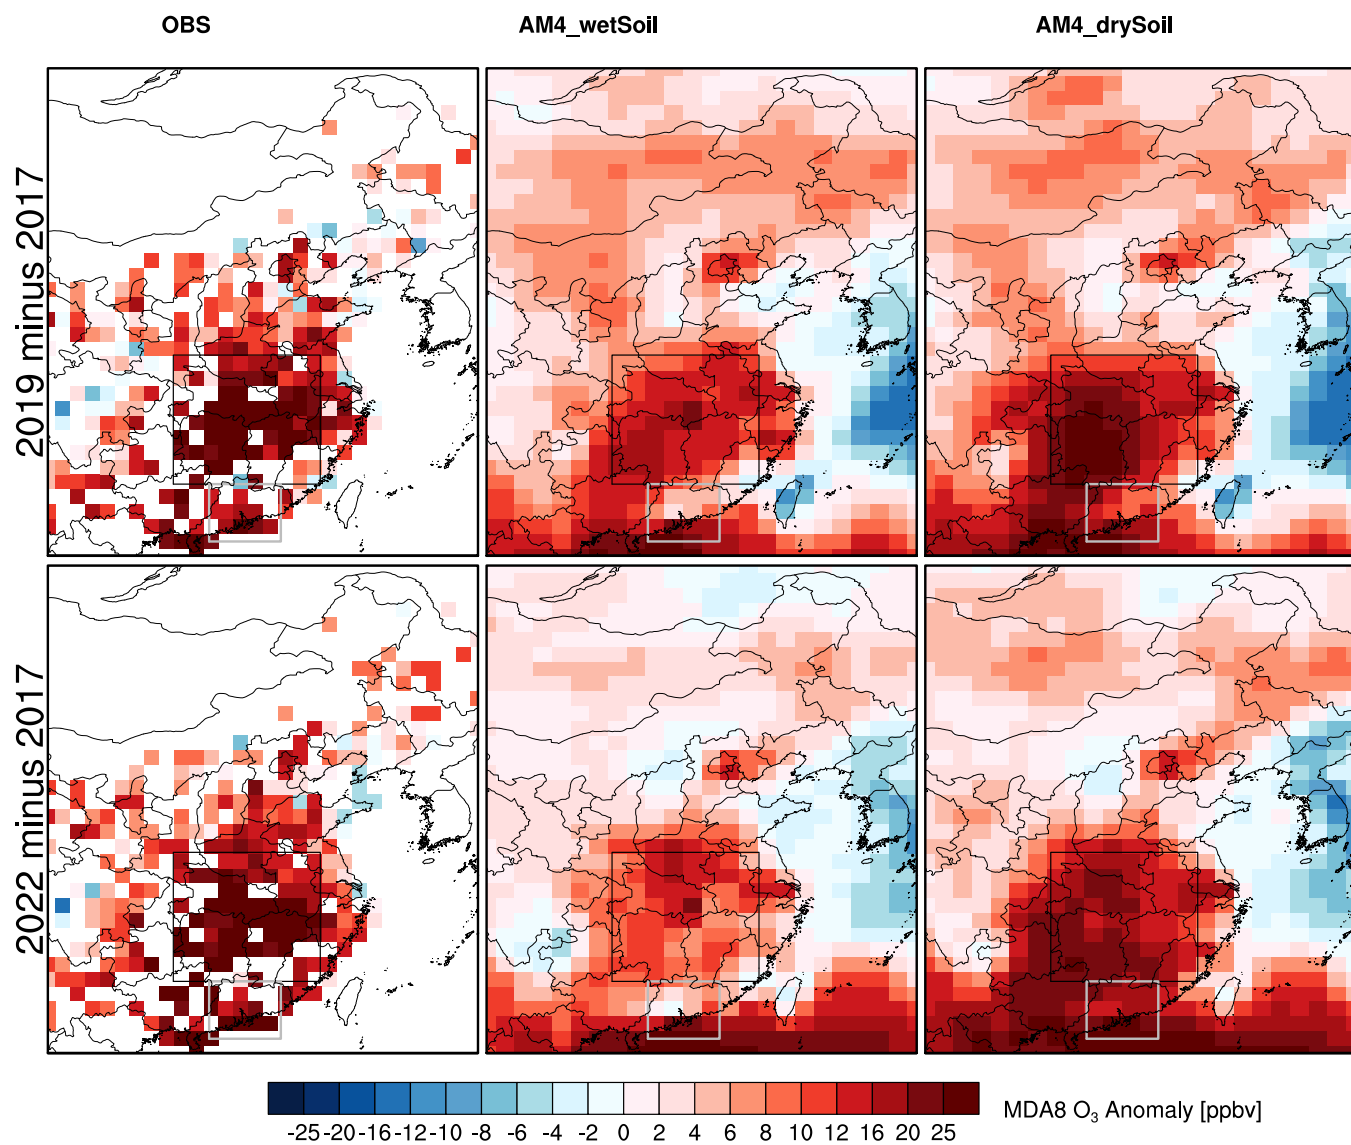 OBS AM4_wetSoil AM4_drySoil
2019 minus 2017
2022 minus 2017
-25 -20 -16 -12 -10 -8 -6 -4 -2 0 2 4 6 8 10 12 16 20 25
MDA8 O₃ Anomaly [ppbv]